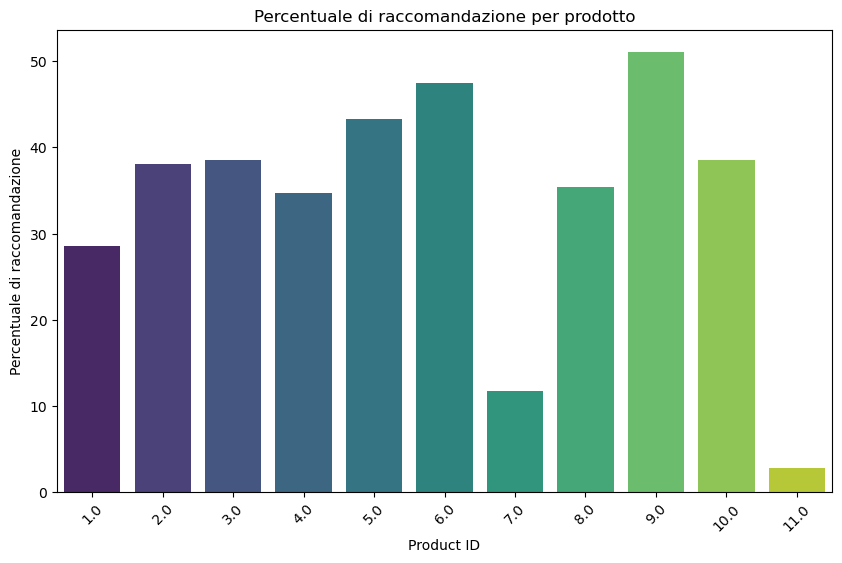 Percentuale di raccomandazione per prodotto
Percentuale di raccomandazione
50
40
30
20
10
0
1.0 2.0 3.0 4.0 5.0 6.0 7.0 8.0 9.0 10.0 11.0
Product ID